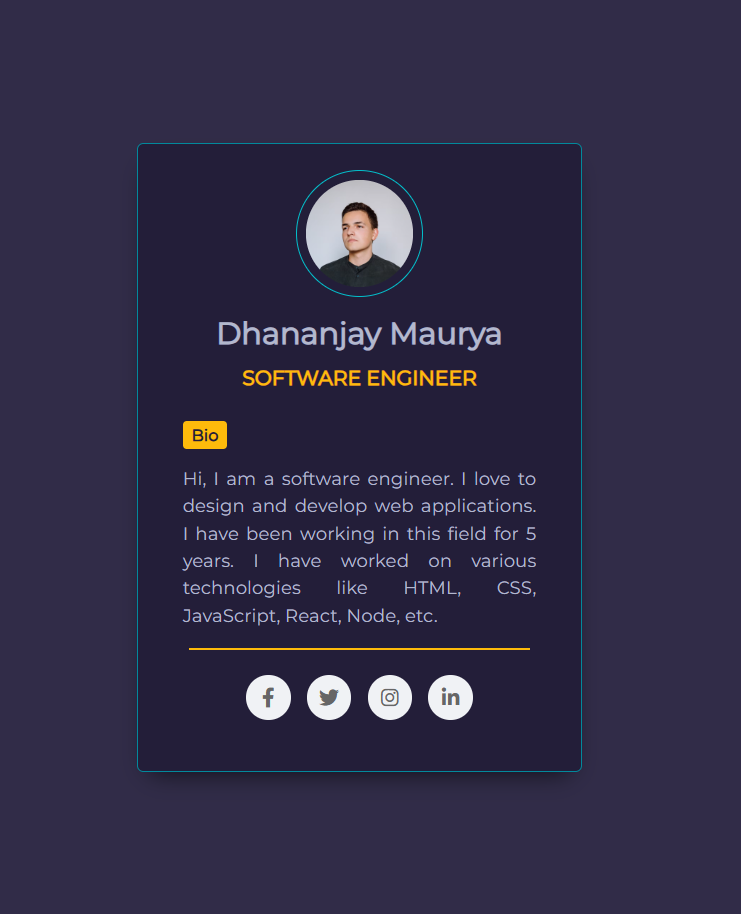 Dhananjay Maurya
SOFTWARE ENGINEER
Bio
Hi, I am a software engineer. I love to
design and develop web applications.
I have been working in this field for 5
years. I have worked on various
technologies like HTML, CSS,
JavaScript, React, Node, etc.